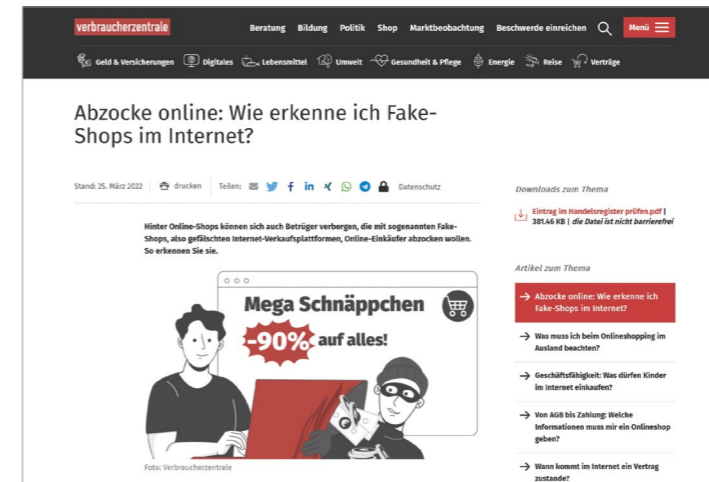 verbraucherzentrale
Beratung Bildung Politik Shop Marktbeobachtung Beschwerde einreichen Menü
Geld & Versicherungen Digitales Lebensmittel Umwelt Gesundheit & Pflege Energie Reise Verträge
Abzocke online: Wie erkenne ich Fake-
Shops im Internet?
Stand: 25. März 2022 drucken Teilen: Datenschutz
Hinter Online-Shops können sich auch Betrüger verbergen, die mit sogenannten Fake-
Shops, also gefälschten Internet-Verkaufsplattformen, Online-Einkäufer abzocken wollen.
So erkennen Sie sie.
Mega Schnäppchen
-90% auf alles!
Foto: Verbraucherzentrale
Downloads zum Thema
Eintrag im Handelsregister prüfen.pdf |
381.46 KB | die Datei ist nicht barrierefrei
Artikel zum Thema
Abzocke online: Wie erkenne ich
Fake-Shops im Internet?
Was muss ich beim Onlineshopping im
Ausland beachten?
Geschäftsfähigkeit: Was dürfen Kinder
im Internet einkaufen?
Von AGB bis Zahlung: Welche
Informationen muss mir ein Onlineshop
geben?
Wann kommt im Internet ein Vertrag
zustande?